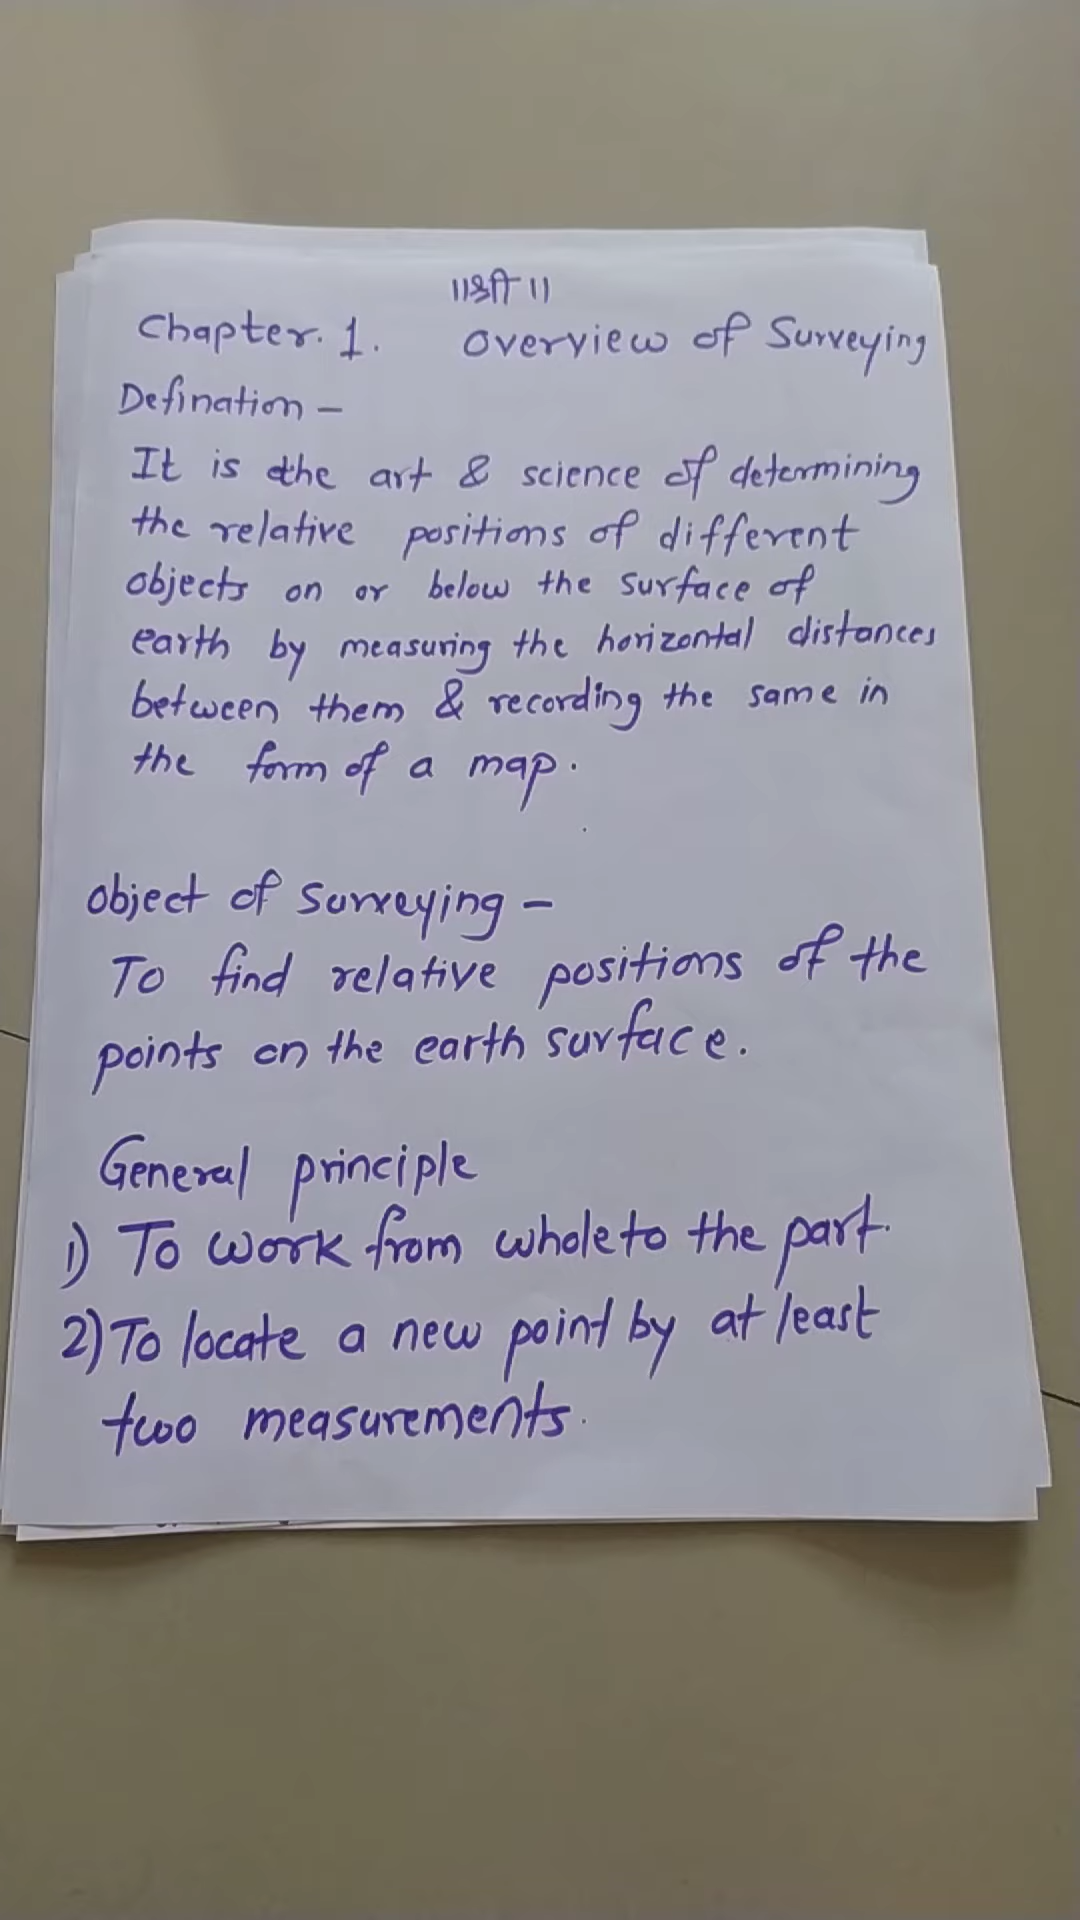 ॥श्री॥
Chapter. 1. Overview of Surveying
Defination –
It is the art & science of determining
the relative positions of different
objects on or below the surface of
earth by measuring the horizontal distances
between them & recording the same in
the form of a map.
Object of Surveying –
To find relative positions of the
points on the earth surface.
General principle
1) To work from whole to the part.
2) To locate a new point by at least
two measurements.